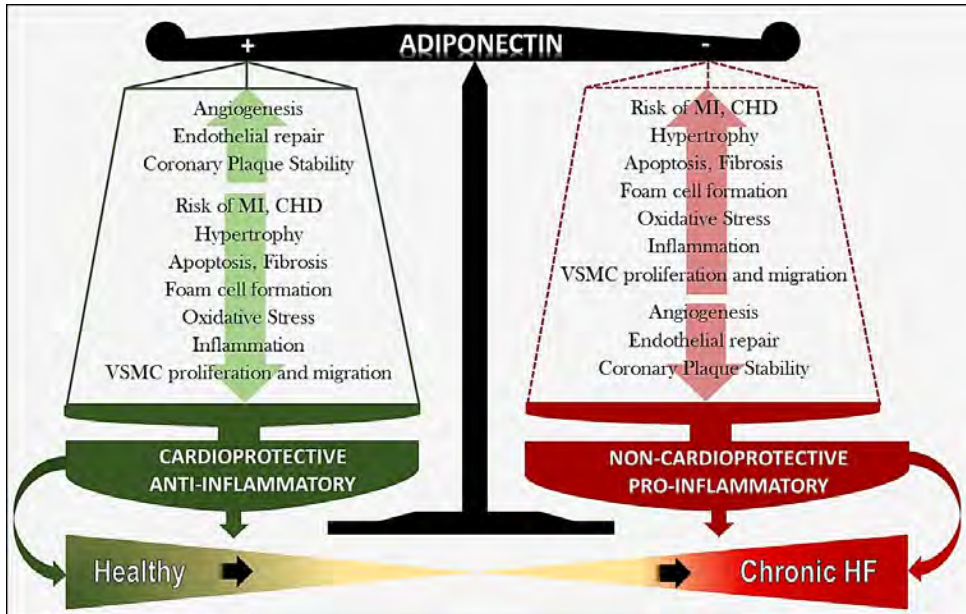 + ADIPONECTIN -
Angiogenesis
Endothelial repair
Coronary Plaque Stability
Risk of MI, CHD
Hypertrophy
Apoptosis, Fibrosis
Foam cell formation
Oxidative Stress
Inflammation
VSMC proliferation and migration
CARDIOPROTECTIVE
ANTI-INFLAMMATORY
Risk of MI, CHD
Hypertrophy
Apoptosis, Fibrosis
Foam cell formation
Oxidative Stress
Inflammation
VSMC proliferation and migration
Angiogenesis
Endothelial repair
Coronary Plaque Stability
NON-CARDIOPROTECTIVE
PRO-INFLAMMATORY
Healthy
Chronic HF